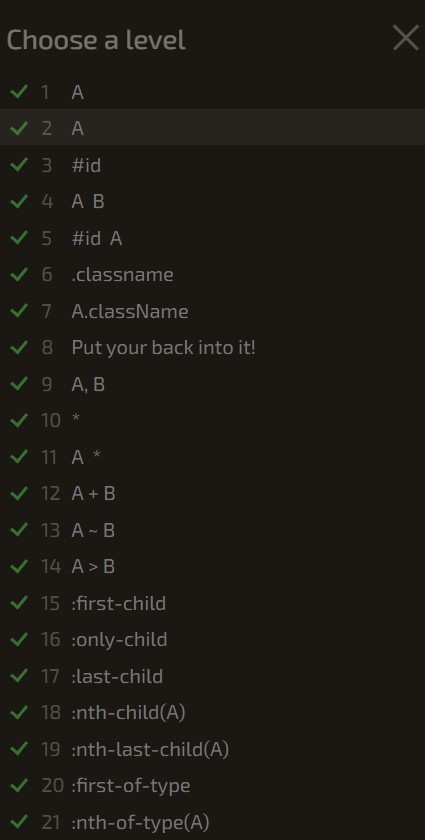 Choose a level
1 A
2 A
3 #id
4 A B
5 #id A
6 .classname
7 A.className
8 Put your back into it!
9 A, B
10 *
11 A *
12 A + B
13 A ~ B
14 A > B
15 :first-child
16 :only-child
17 :last-child
18 :nth-child(A)
19 :nth-last-child(A)
20 :first-of-type
21 :nth-of-type(A)